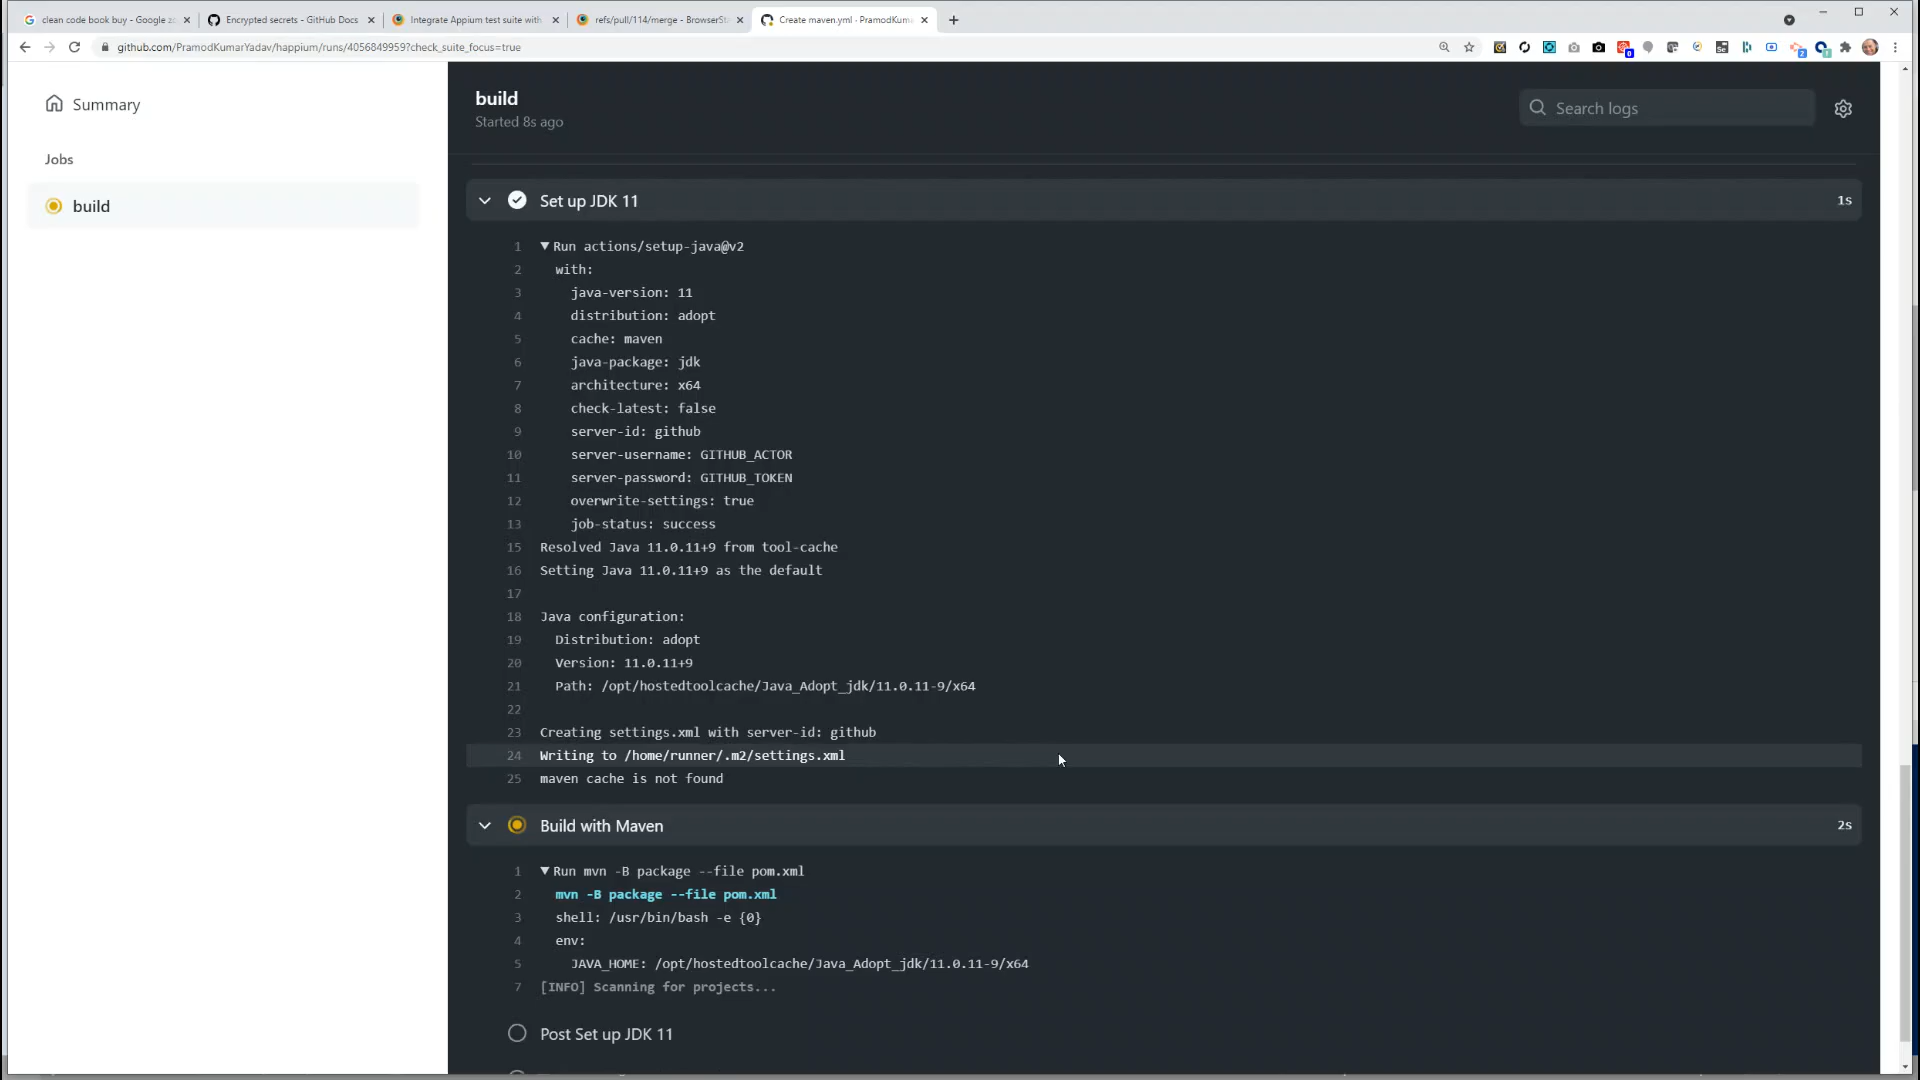 clean code book buy - Google
Encrypted secrets - GitHub Docs
Integrate Appium test suite with
refs/pull/114/merge - BrowserSt
Create maven.yml · PramodKum
github.com/PramodKumarYadav/happium/runs/4056849959?check_suite_focus=true
Summary
Jobs
build
build
Started 8s ago
Search logs
Set up JDK 11
1s
1 Run actions/setup-java@v2
2 with:
3 java-version: 11
4 distribution: adopt
5 cache: maven
6 java-package: jdk
7 architecture: x64
8 check-latest: false
9 server-id: github
10 server-username: GITHUB_ACTOR
11 server-password: GITHUB_TOKEN
12 overwrite-settings: true
13 job-status: success
15 Resolved Java 11.0.11+9 from tool-cache
16 Setting Java 11.0.11+9 as the default
17
18 Java configuration:
19 Distribution: adopt
20 Version: 11.0.11+9
21 Path: /opt/hostedtoolcache/Java_Adopt_jdk/11.0.11-9/x64
22
23 Creating settings.xml with server-id: github
24 Writing to /home/runner/.m2/settings.xml
25 maven cache is not found
Build with Maven
2s
1 Run mvn -B package --file pom.xml
2 mvn -B package --file pom.xml
3 shell: /usr/bin/bash -e {0}
4 env:
5 JAVA_HOME: /opt/hostedtoolcache/Java_Adopt_jdk/11.0.11-9/x64
7 [INFO] Scanning for projects...
Post Set up JDK 11